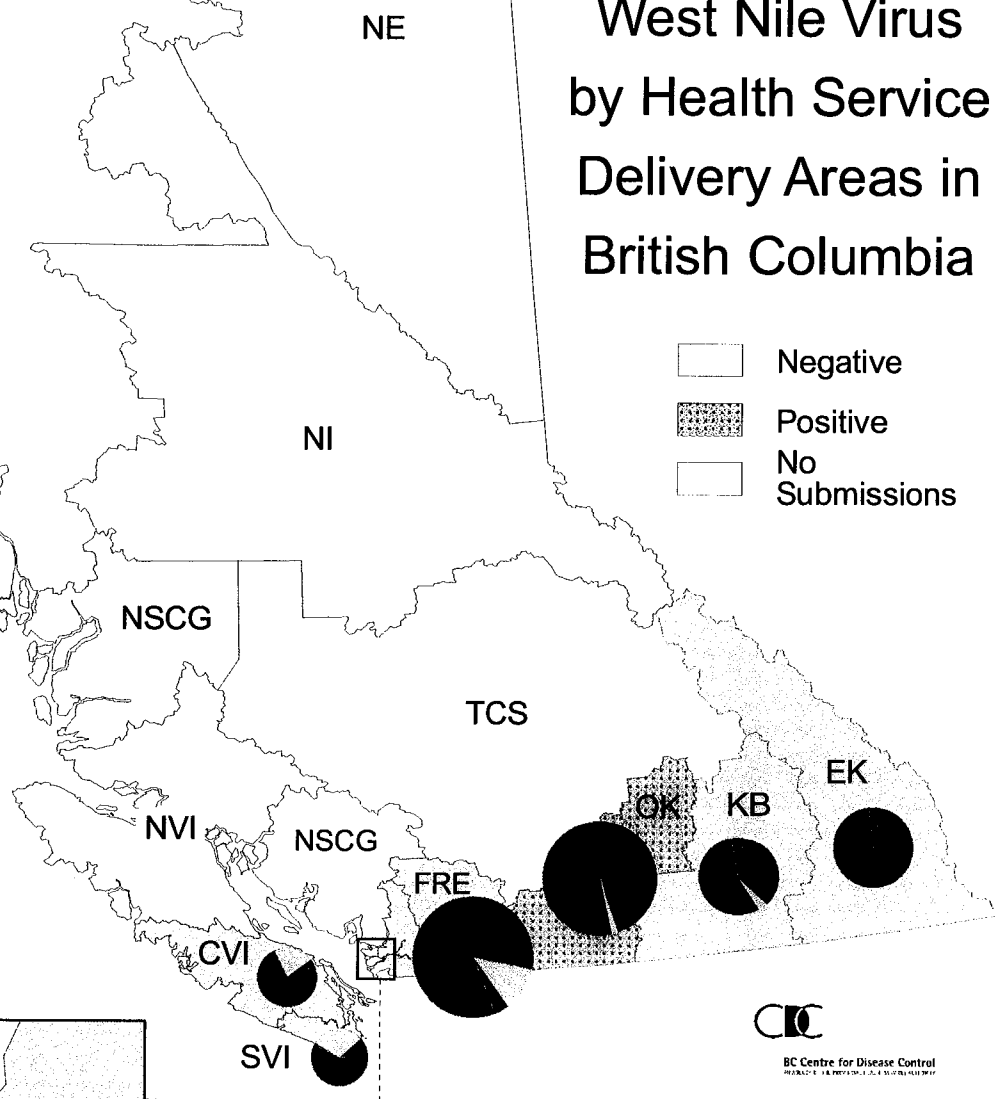 West Nile Virus
by Health Service
Delivery Areas in
British Columbia
Negative
Positive
No
Submissions
NE
NI
NSCG
TCS
EK
OK
KB
NVI
NSCG
FRE
CVI
SVI
CDC
BC Centre for Disease Control